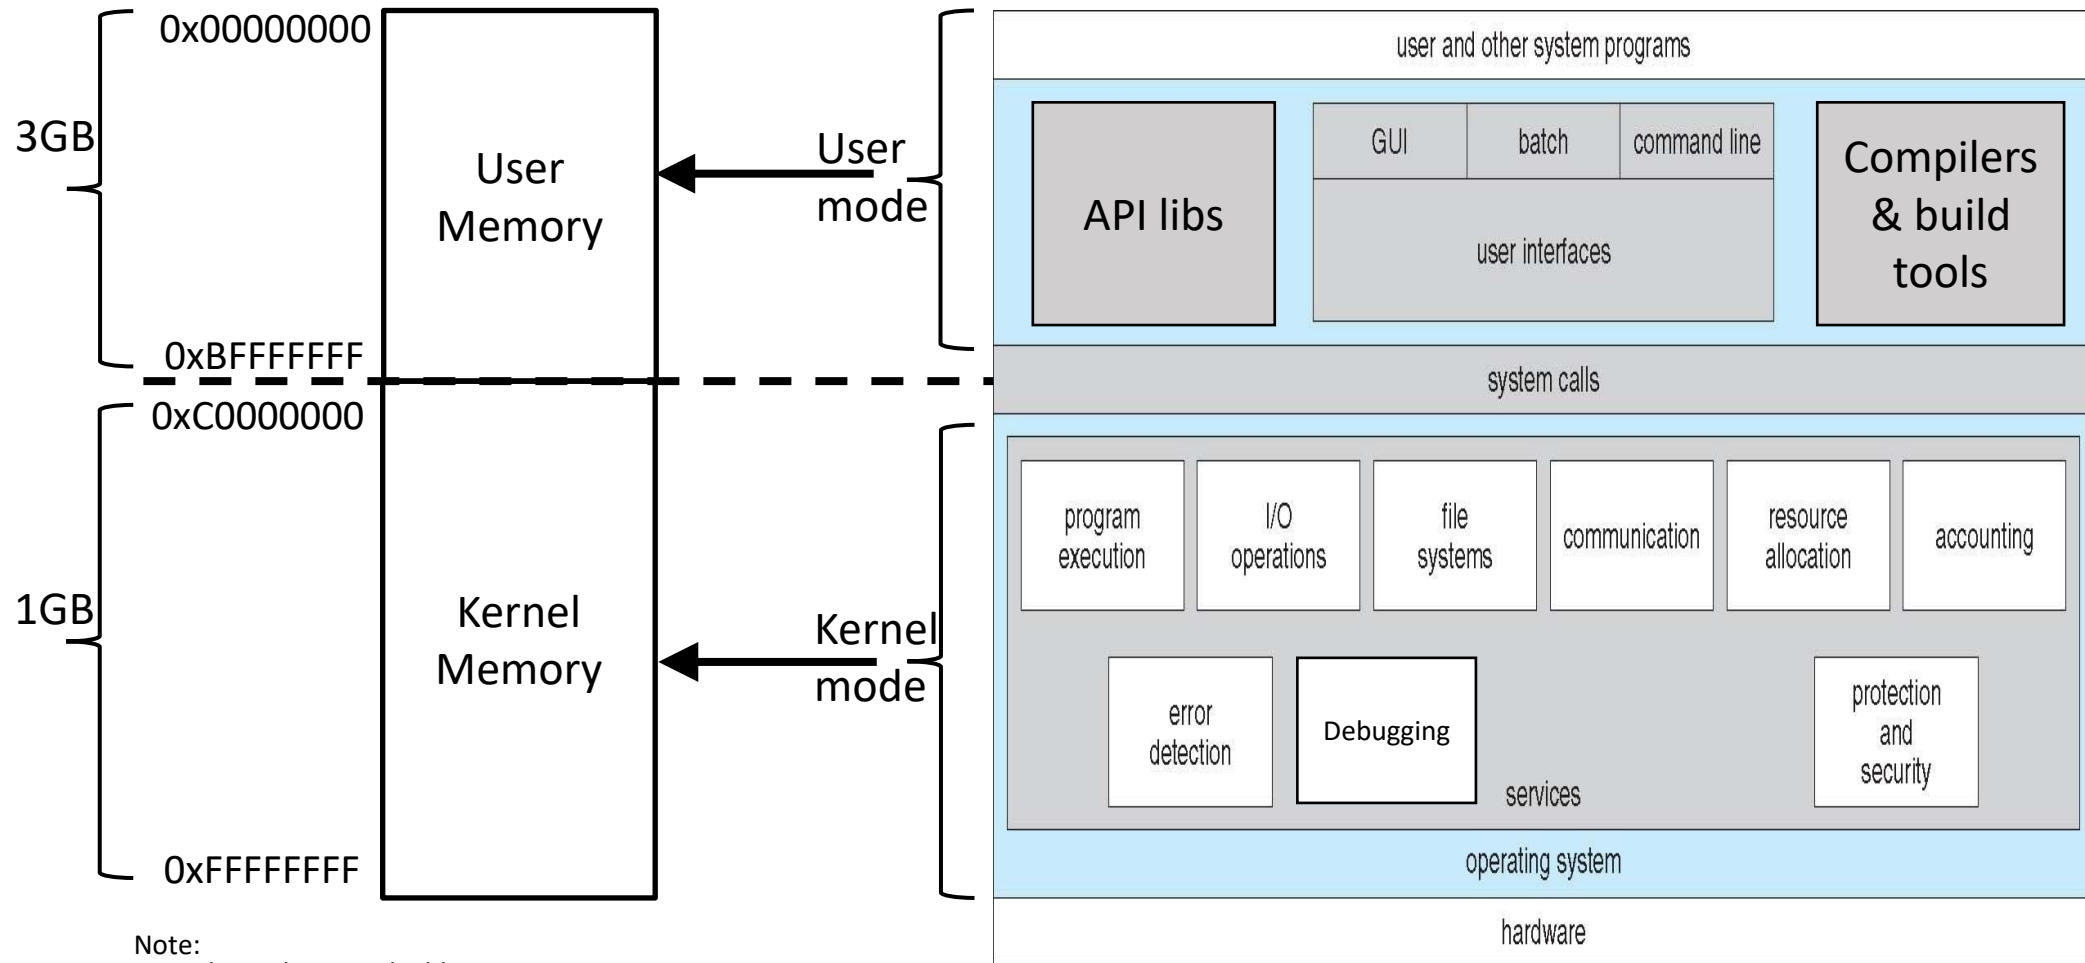 0x00000000
3GB
User
Memory
0xBFFFFFFF
0xC0000000
1GB
Kernel
Memory
0xFFFFFFFF
User
mode
Kernel
mode
user and other system programs
API libs
GUI
batch
command line
user interfaces
Compilers
& build
tools
system calls
program
execution
I/O
operations
file
systems
communication
resource
allocation
accounting
error
detection
Debugging
services
protection
and
security
operating system
hardware
Note: